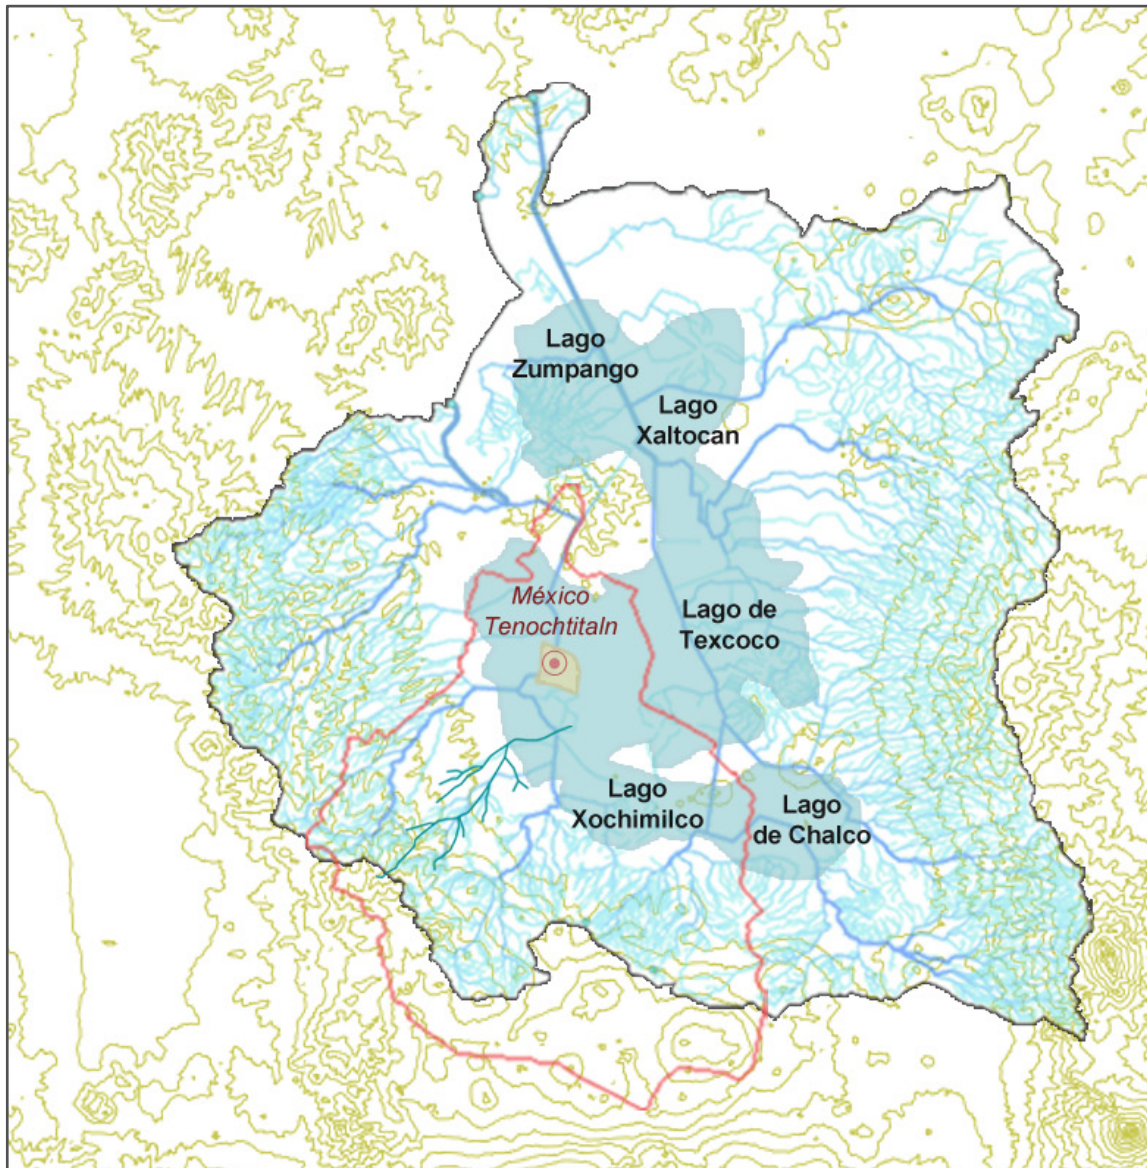 Lago
Zumpango
Lago
Xaltocan
México
Tenochtitaln
Lago de
Texcoco
Lago
Xochimilco
Lago
de Chalco